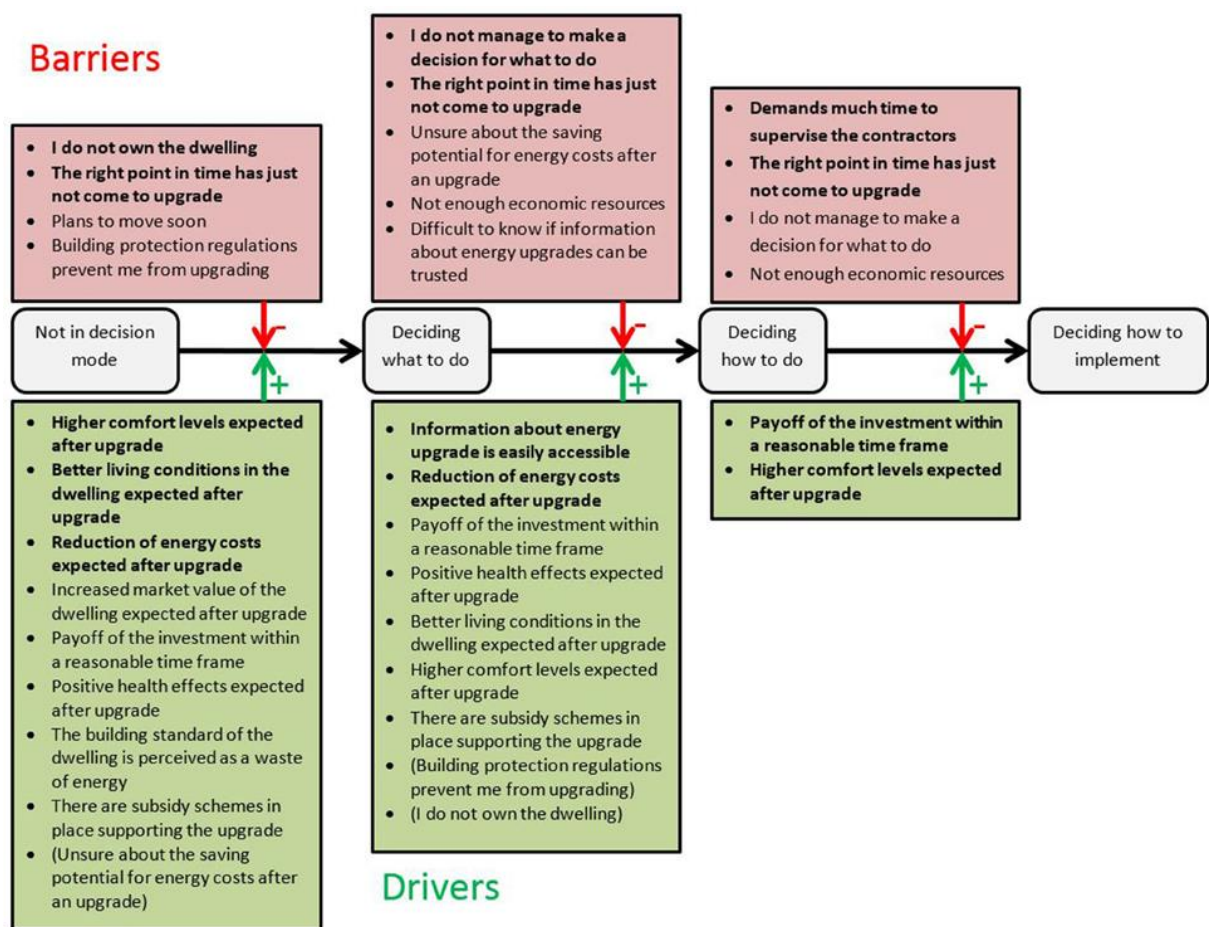 Barriers
• I do not own the dwelling
• The right point in time has just
not come to upgrade
• Plans to move soon
• Building protection regulations
prevent me from upgrading
• I do not manage to make a
decision for what to do
• The right point in time has just
not come to upgrade
• Unsure about the saving
potential for energy costs after
an upgrade
• Not enough economic resources
• Difficult to know if information
about energy upgrades can be
trusted
• Demands much time to
supervise the contractors
• The right point in time has just
not come to upgrade
• I do not manage to make a
decision for what to do
• Not enough economic resources
Not in decision
mode
-
+
Deciding
what to do
-
+
Deciding
how to do
-
+
Deciding how to
implement
• Higher comfort levels expected
after upgrade
• Better living conditions in the
dwelling expected after
upgrade
• Reduction of energy costs
expected after upgrade
• Increased market value of the
dwelling expected after upgrade
• Payoff of the investment within
a reasonable time frame
• Positive health effects expected
after upgrade
• The building standard of the
dwelling is perceived as a waste
of energy
• There are subsidy schemes in
place supporting the upgrade
• (Unsure about the saving
potential for energy costs after
an upgrade)
• Information about energy
upgrade is easily accessible
• Reduction of energy costs
expected after upgrade
• Payoff of the investment within
a reasonable time frame
• Positive health effects expected
after upgrade
• Better living conditions in the
dwelling expected after upgrade
• Higher comfort levels expected
after upgrade
• There are subsidy schemes in
place supporting the upgrade
• (Building protection regulations
prevent me from upgrading)
• (I do not own the dwelling)
• Payoff of the investment within
a reasonable time frame
• Higher comfort levels expected
after upgrade
Drivers